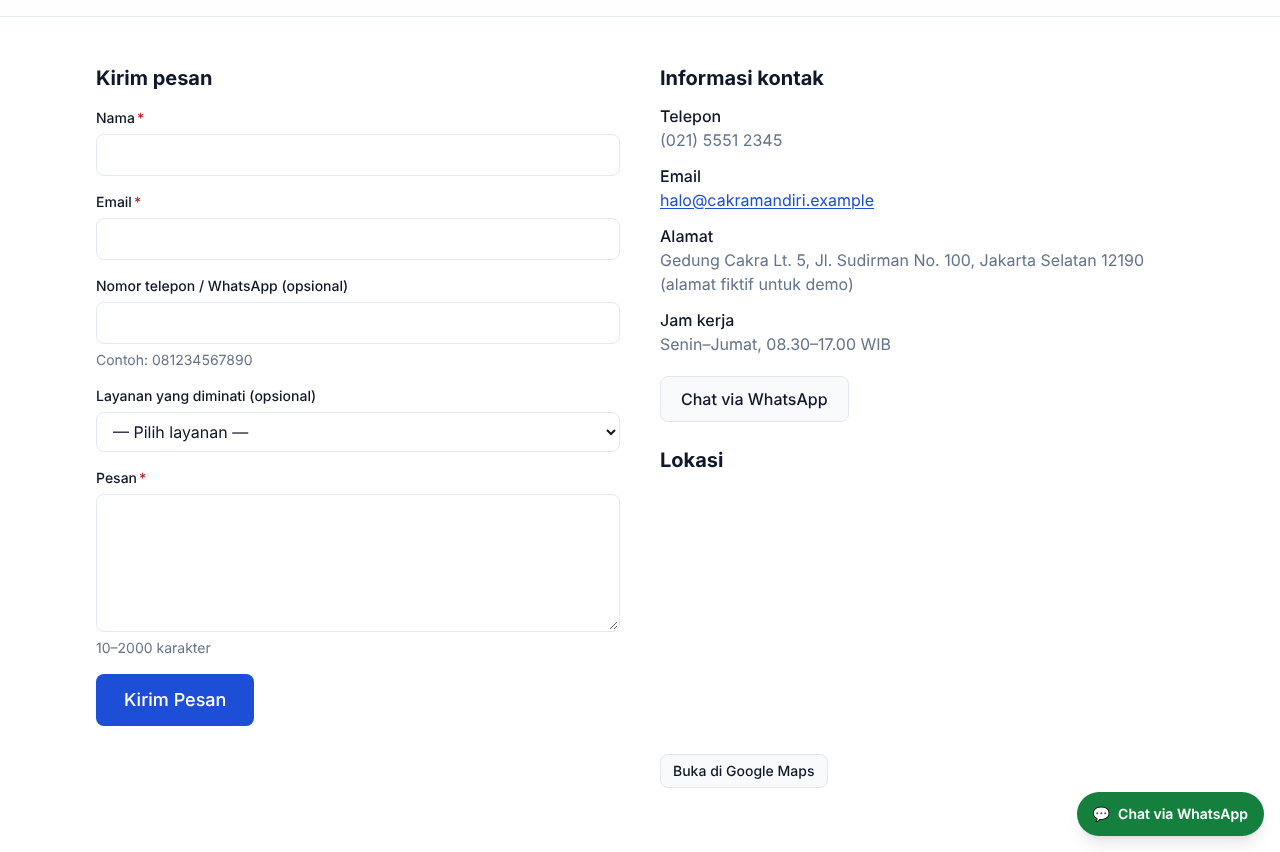 Kirim pesan
Nama *
Email *
Nomor telepon / WhatsApp (opsional)
Contoh: 081234567890
Layanan yang diminati (opsional)
— Pilih layanan —
Pesan *
10–2000 karakter
Kirim Pesan
Informasi kontak
Telepon
(021) 5551 2345
Email
halo@cakramandiri.example
Alamat
Gedung Cakra Lt. 5, Jl. Sudirman No. 100, Jakarta Selatan 12190
(alamat fiktif untuk demo)
Jam kerja
Senin–Jumat, 08.30–17.00 WIB
Chat via WhatsApp
Lokasi
Buka di Google Maps
💬 Chat via WhatsApp